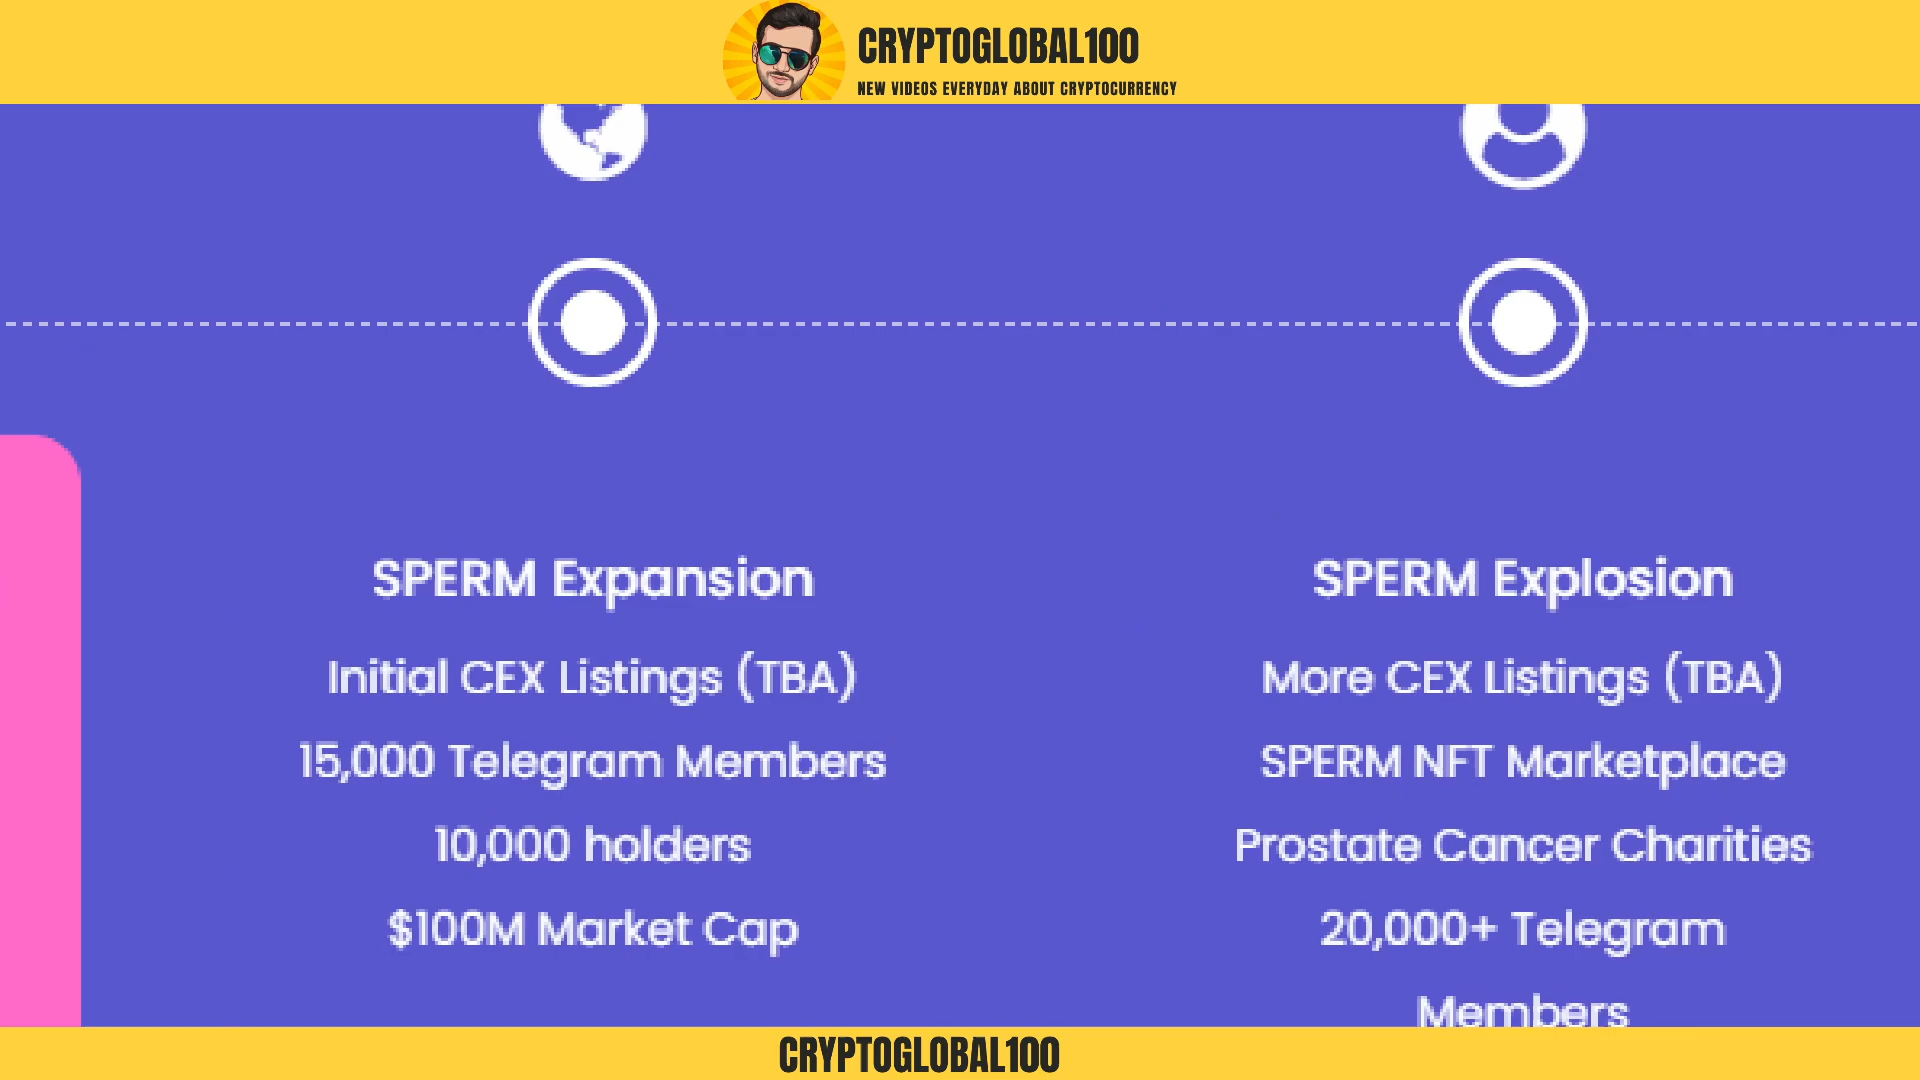 CRYPTOGLOBAL100
NEW VIDEOS EVERYDAY ABOUT CRYPTOCURRENCY
SPERM Expansion
Initial CEX Listings (TBA)
15,000 Telegram Members
10,000 holders
$100M Market Cap
SPERM Explosion
More CEX Listings (TBA)
SPERM NFT Marketplace
Prostate Cancer Charities
20,000+ Telegram
Members
CRYPTOGLOBAL100